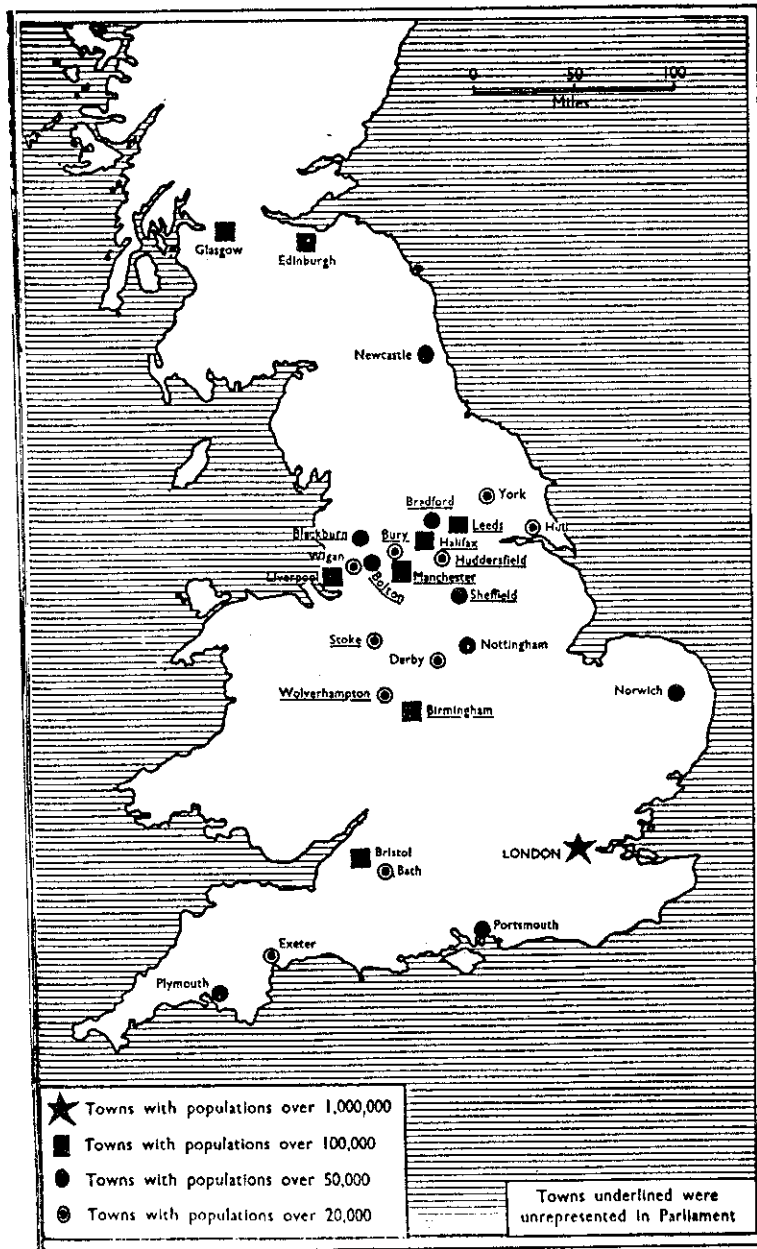 0 50 100
Miles
Glasgow
Edinburgh
Newcastle
York
Bradford
Leeds
Hull
Blackburn
Bury
Halifax
Wigan
Huddersfield
Liverpool
Bolton
Manchester
Sheffield
Stoke
Nottingham
Derby
Wolverhampton
Birmingham
Norwich
Bristol
Bath
LONDON
Portsmouth
Exeter
Plymouth
Towns with populations over 1,000,000
Towns with populations over 100,000
Towns with populations over 50,000
Towns with populations over 20,000
Towns underlined were
unrepresented in Parliament